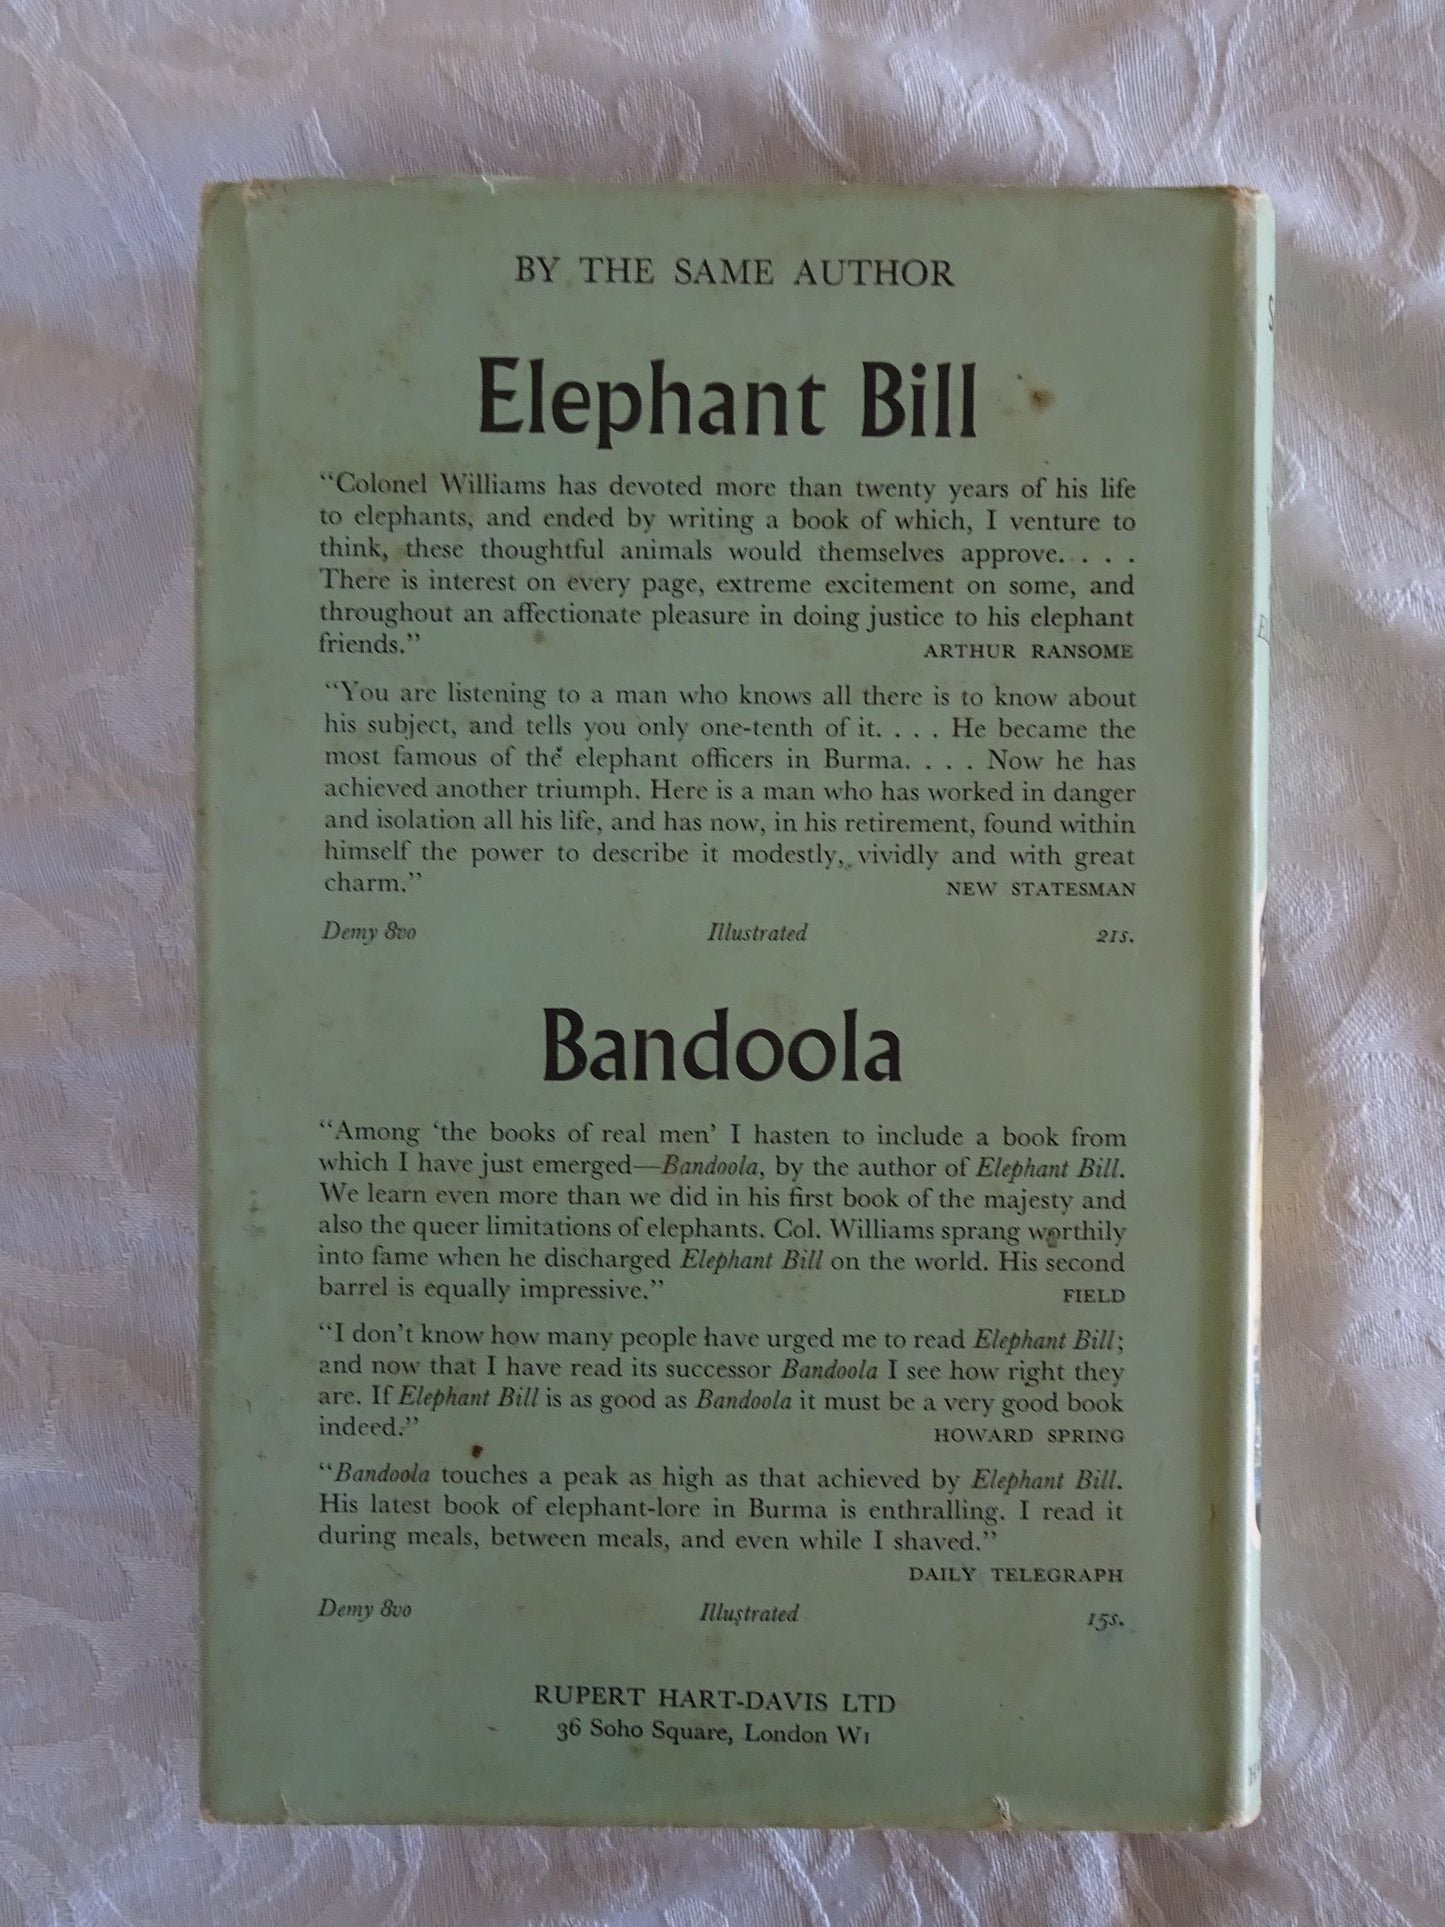 BY THE SAME AUTHOR
Elephant Bill
“Colonel Williams has devoted more than twenty years of his life
to elephants, and ended by writing a book of which, I venture to
think, these thoughtful animals would themselves approve. . . .
There is interest on every page, extreme excitement on some, and
throughout an affectionate pleasure in doing justice to his elephant
friends.” ARTHUR RANSOME
“You are listening to a man who knows all there is to know about
his subject, and tells you only one-tenth of it. . . . He became the
most famous of the elephant officers in Burma. . . . Now he has
achieved another triumph. Here is a man who has worked in danger
and isolation all his life, and has now, in his retirement, found within
himself the power to describe it modestly, vividly and with great
charm.” NEW STATESMAN
Demy 8vo Illustrated 21s.
Bandoola
“Among ‘the books of real men’ I hasten to include a book from
which I have just emerged—Bandoola, by the author of Elephant Bill.
We learn even more than we did in his first book of the majesty and
also the queer limitations of elephants. Col. Williams sprang worthily
into fame when he discharged Elephant Bill on the world. His second
barrel is equally impressive.” FIELD
“I don’t know how many people have urged me to read Elephant Bill;
and now that I have read its successor Bandoola I see how right they
are. If Elephant Bill is as good as Bandoola it must be a very good book
indeed.” HOWARD SPRING
“Bandoola touches a peak as high as that achieved by Elephant Bill.
His latest book of elephant-lore in Burma is enthralling. I read it
during meals, between meals, and even while I shaved.”
DAILY TELEGRAPH
Demy 8vo Illustrated 15s.
RUPERT HART-DAVIS LTD
36 Soho Square, London W1